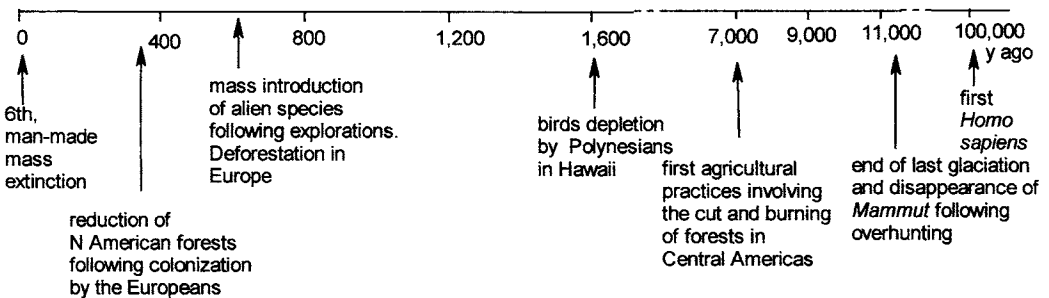 0
400
800
1,200
1,600
7,000
9,000
11,000
100,000
y ago
6th,
man-made
mass
extinction
reduction of
N American forests
following colonization
by the Europeans
mass introduction
of alien species
following explorations.
Deforestation in
Europe
birds depletion
by Polynesians
in Hawaii
first agricultural
practices involving
the cut and burning
of forests in
Central Americas
end of last glaciation
and disappearance of
Mammut following
overhunting
first
Homo
sapiens